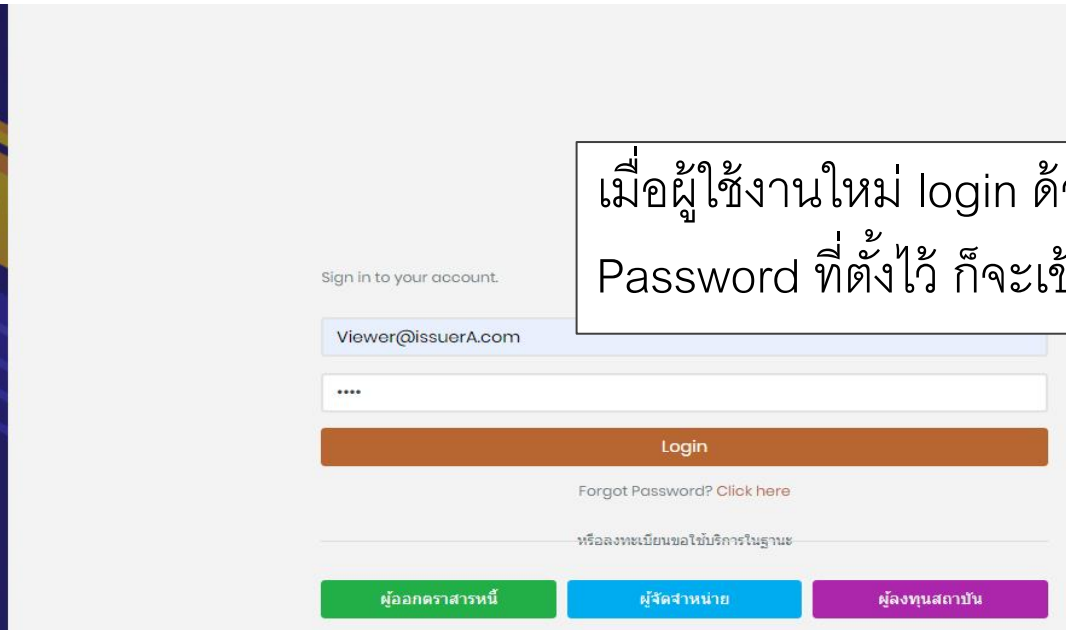 เมื่อผู้ใช้งานใหม่ login
Password ที่ตั้งไว้ ก็จะ
Sign in to your account.
Viewer@issuerA.com
••••
Login
Forgot Password? Click here
หรือลงทะเบียนขอใช้บริการในฐานะ
ผู้ออกตราสารหนี้
ผู้จัดจำหน่าย
ผู้ลงทุนสถาบัน